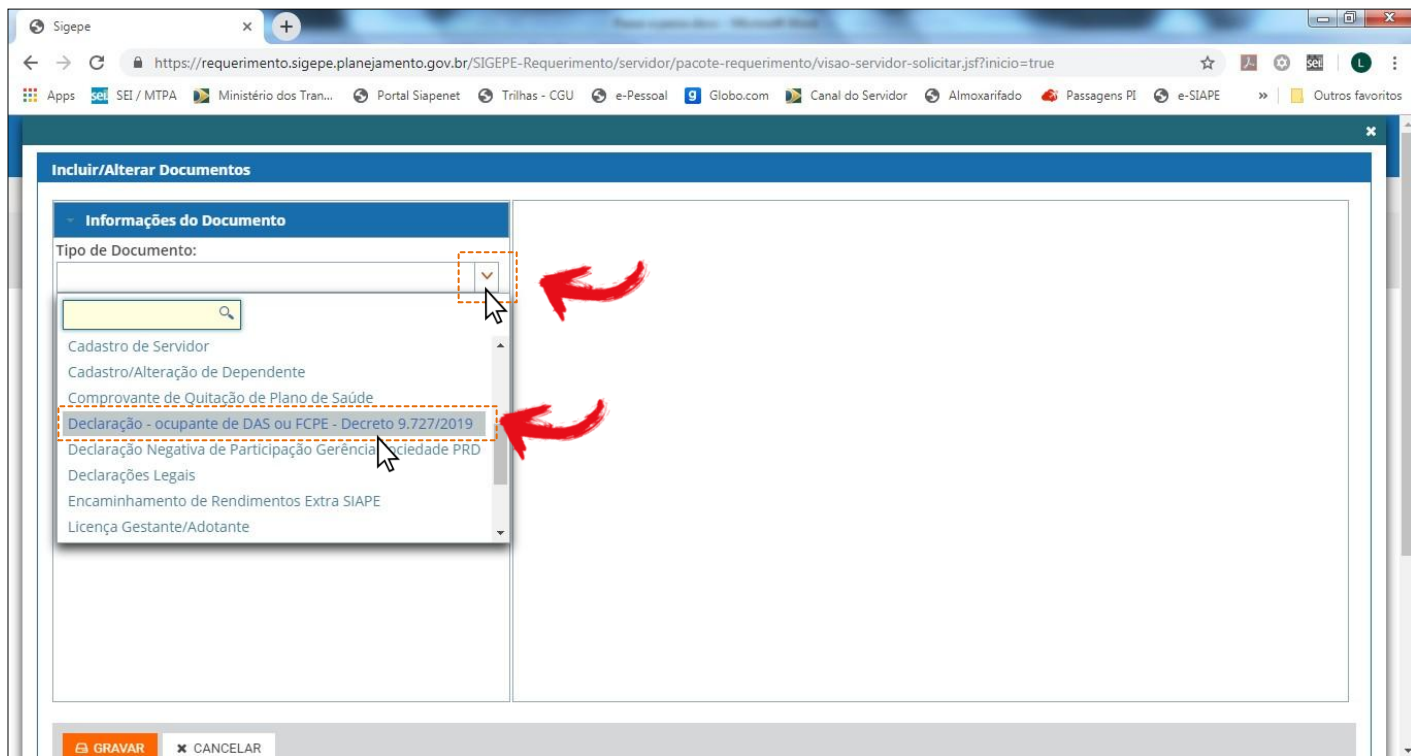 Sigepe
https://requerimento.sigepe.planejamento.gov.br/SIGEPE-Requerimento/servidor/pacote-requerimento/visao-servidor-solicitar.jsf?inicio=true
sei L
Apps sei SEI / MTPA Ministério dos Tran... Portal Siapenet Trilhas - CGU e-Pessoal g Globo.com Canal do Servidor Almoxarifado Passagens PI e-SIAPE » Outros favoritos
Incluir/Alterar Documentos
Informações do Documento
Tipo de Documento:
Cadastro de Servidor
Cadastro/Alteração de Dependente
Comprovante de Quitação de Plano de Saúde
Declaração - ocupante de DAS ou FCPE - Decreto 9.727/2019
Declaração Negativa de Participação Gerência Sociedade PRD
Declarações Legais
Encaminhamento de Rendimentos Extra SIAPE
Licença Gestante/Adotante
GRAVAR CANCELAR